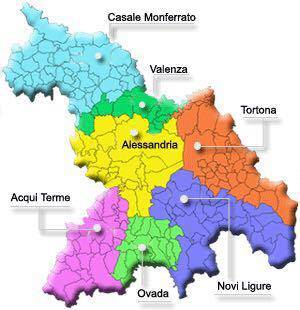 Casale Monferrato
Valenza
Tortona
Alessandria
Acqui Terme
Novi Ligure
Ovada